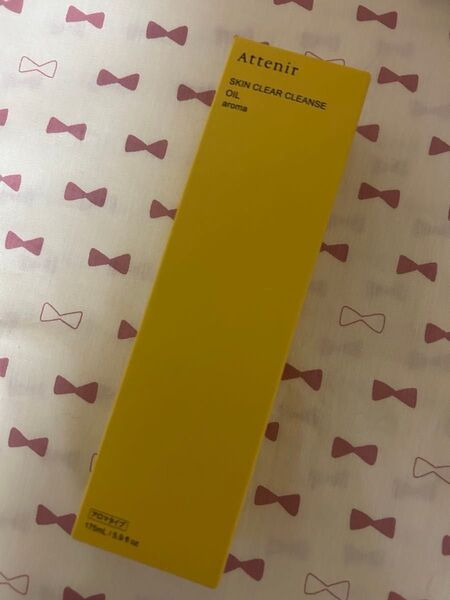 Attenir
SKIN CLEAR CLEANSE
OIL
aroma
アロマタイプ
175mL / 5.9 fl oz